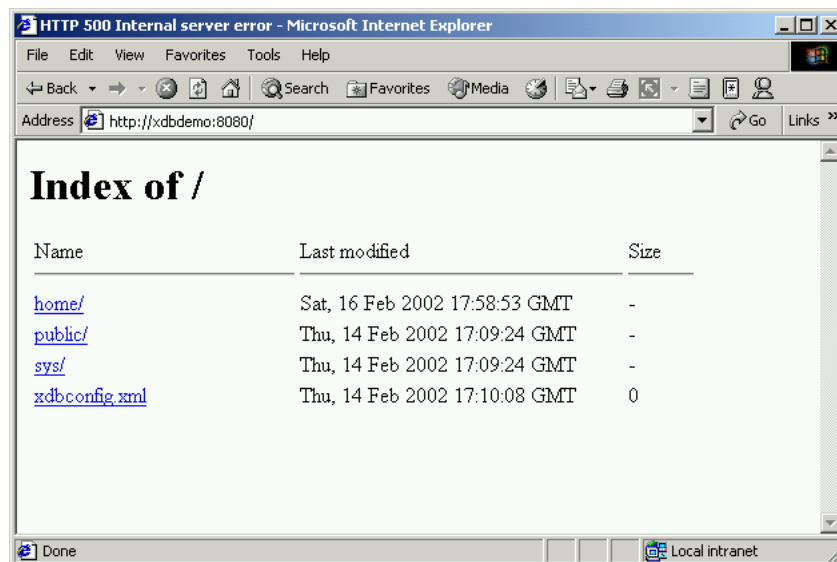 HTTP 500 Internal server error - Microsoft Internet Explorer
File Edit View Favorites Tools Help
Back Search Favorites Media
Address http://xdbdemo:8080/ Go Links »
Index of /
Name Last modified Size
home/ Sat, 16 Feb 2002 17:58:53 GMT -
public/ Thu, 14 Feb 2002 17:09:24 GMT -
sys/ Thu, 14 Feb 2002 17:09:24 GMT -
xdbconfig.xml Thu, 14 Feb 2002 17:10:08 GMT 0
Done Local intranet